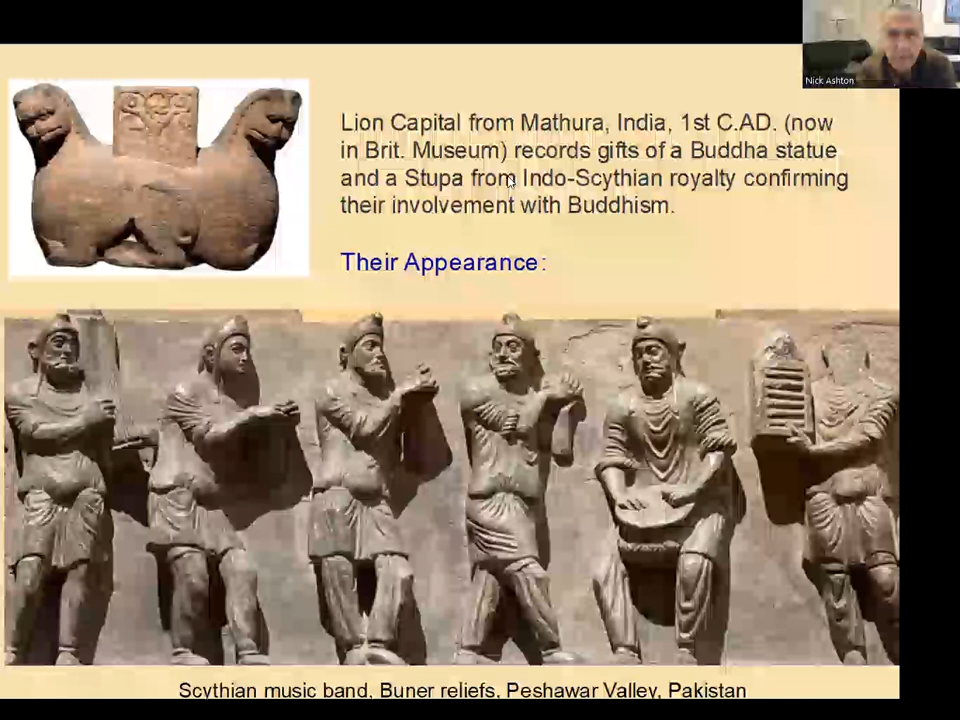 Nick Ashton
Lion Capital from Mathura, India, 1st C.AD. (now
in Brit. Museum) records gifts of a Buddha statue
and a Stupa from Indo-Scythian royalty confirming
their involvement with Buddhism.
Their Appearance:
Scythian music band, Buner reliefs, Peshawar Valley, Pakistan